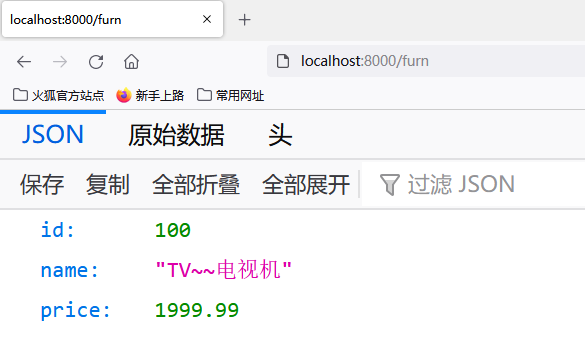 localhost:8000/furn
localhost:8000/furn
火狐官方站点 新手上路 常用网址
JSON 原始数据 头
保存 复制 全部折叠 全部展开 过滤 JSON
id: 100
name: "TV~~电视机"
price: 1999.99